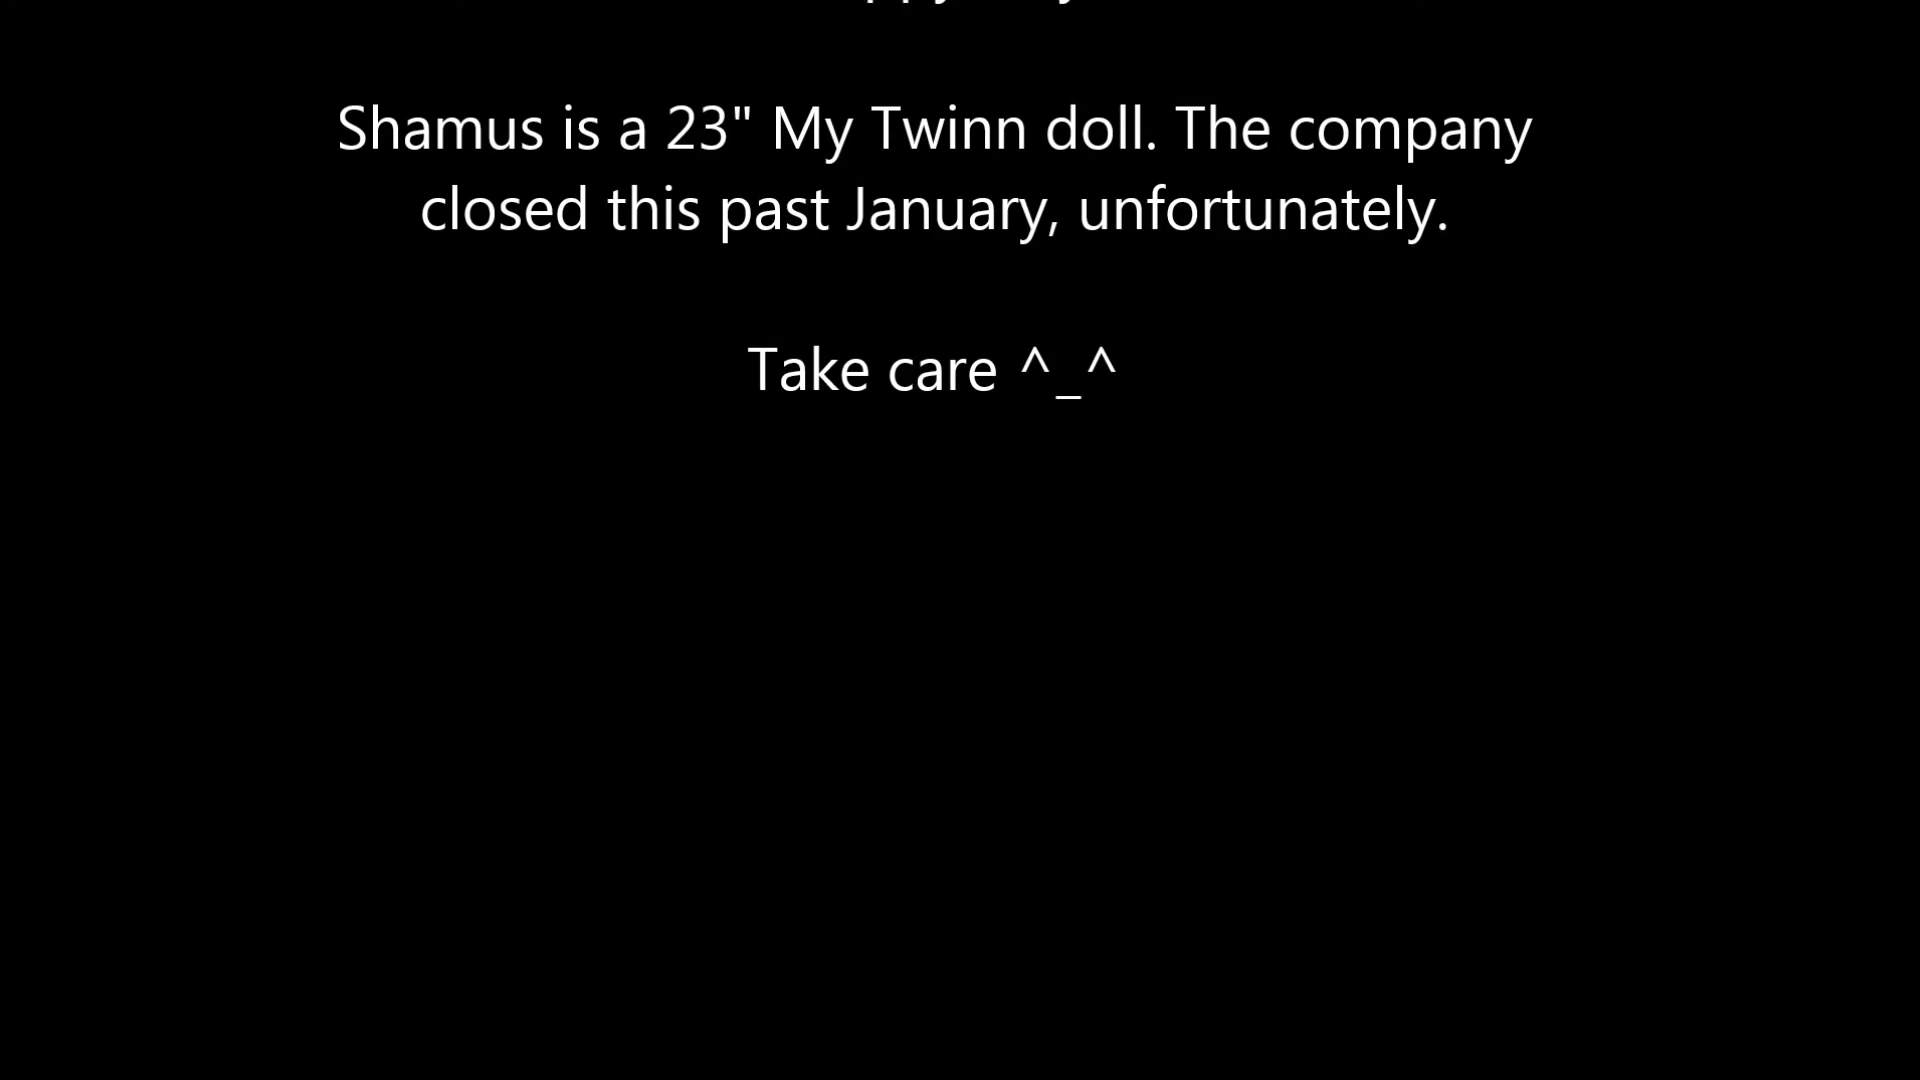 Shamus is a 23" My Twinn doll. The company
closed this past January, unfortunately.
Take care ^_^